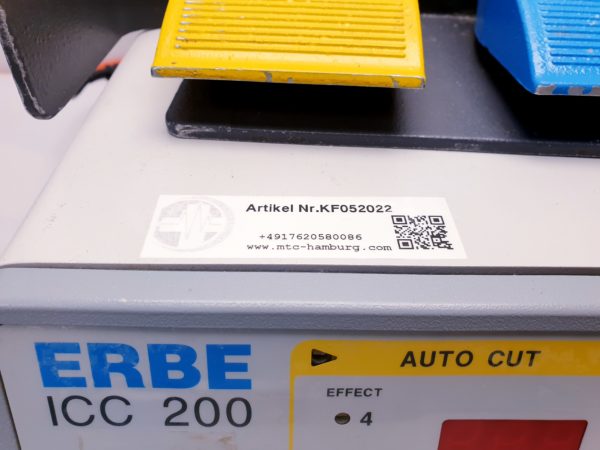 Artikel Nr.KF052022
+4917620580086
www.mtc-hamburg.com
ERBE
ICC 200
AUTO CUT
EFFECT
4